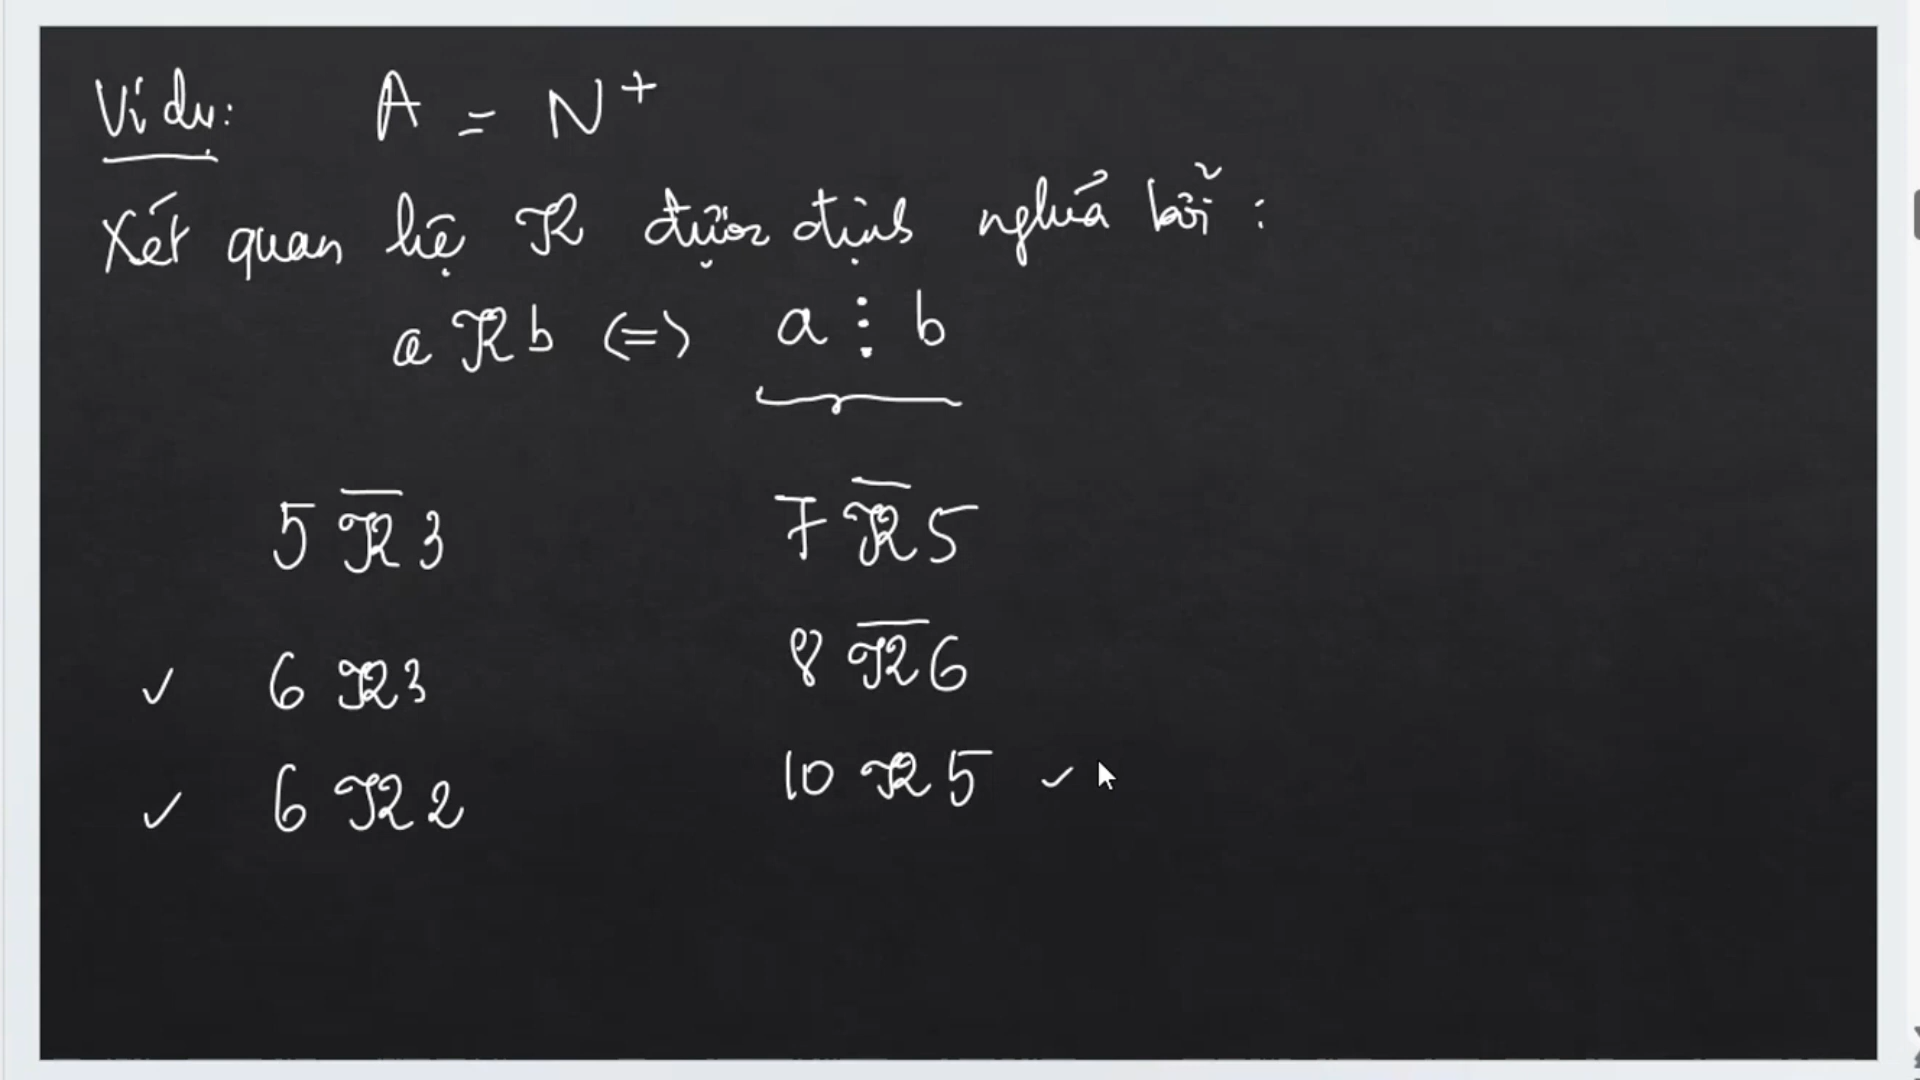 Ví dụ: A = N⁺
Xét quan hệ R được định nghĩa bởi :
a R b <=> a ⋮ b
5 R̅ 3 7 R̅ 5
✓ 6 R 3 8 R̅ 6
✓ 6 R 2 10 R 5 ✓